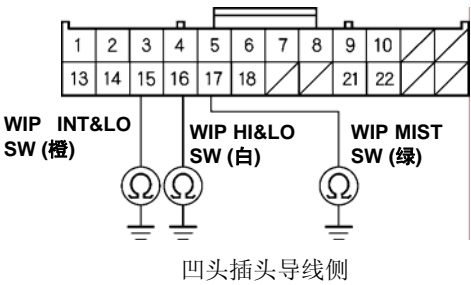 1 2 3 4 5 6 7 8 9 10
13 14 15 16 17 18 21 22
WIP INT&LO
SW (橙)
WIP HI&LO
SW (白)
WIP MIST
SW (绿)
Ω Ω Ω
凹头插头导线侧